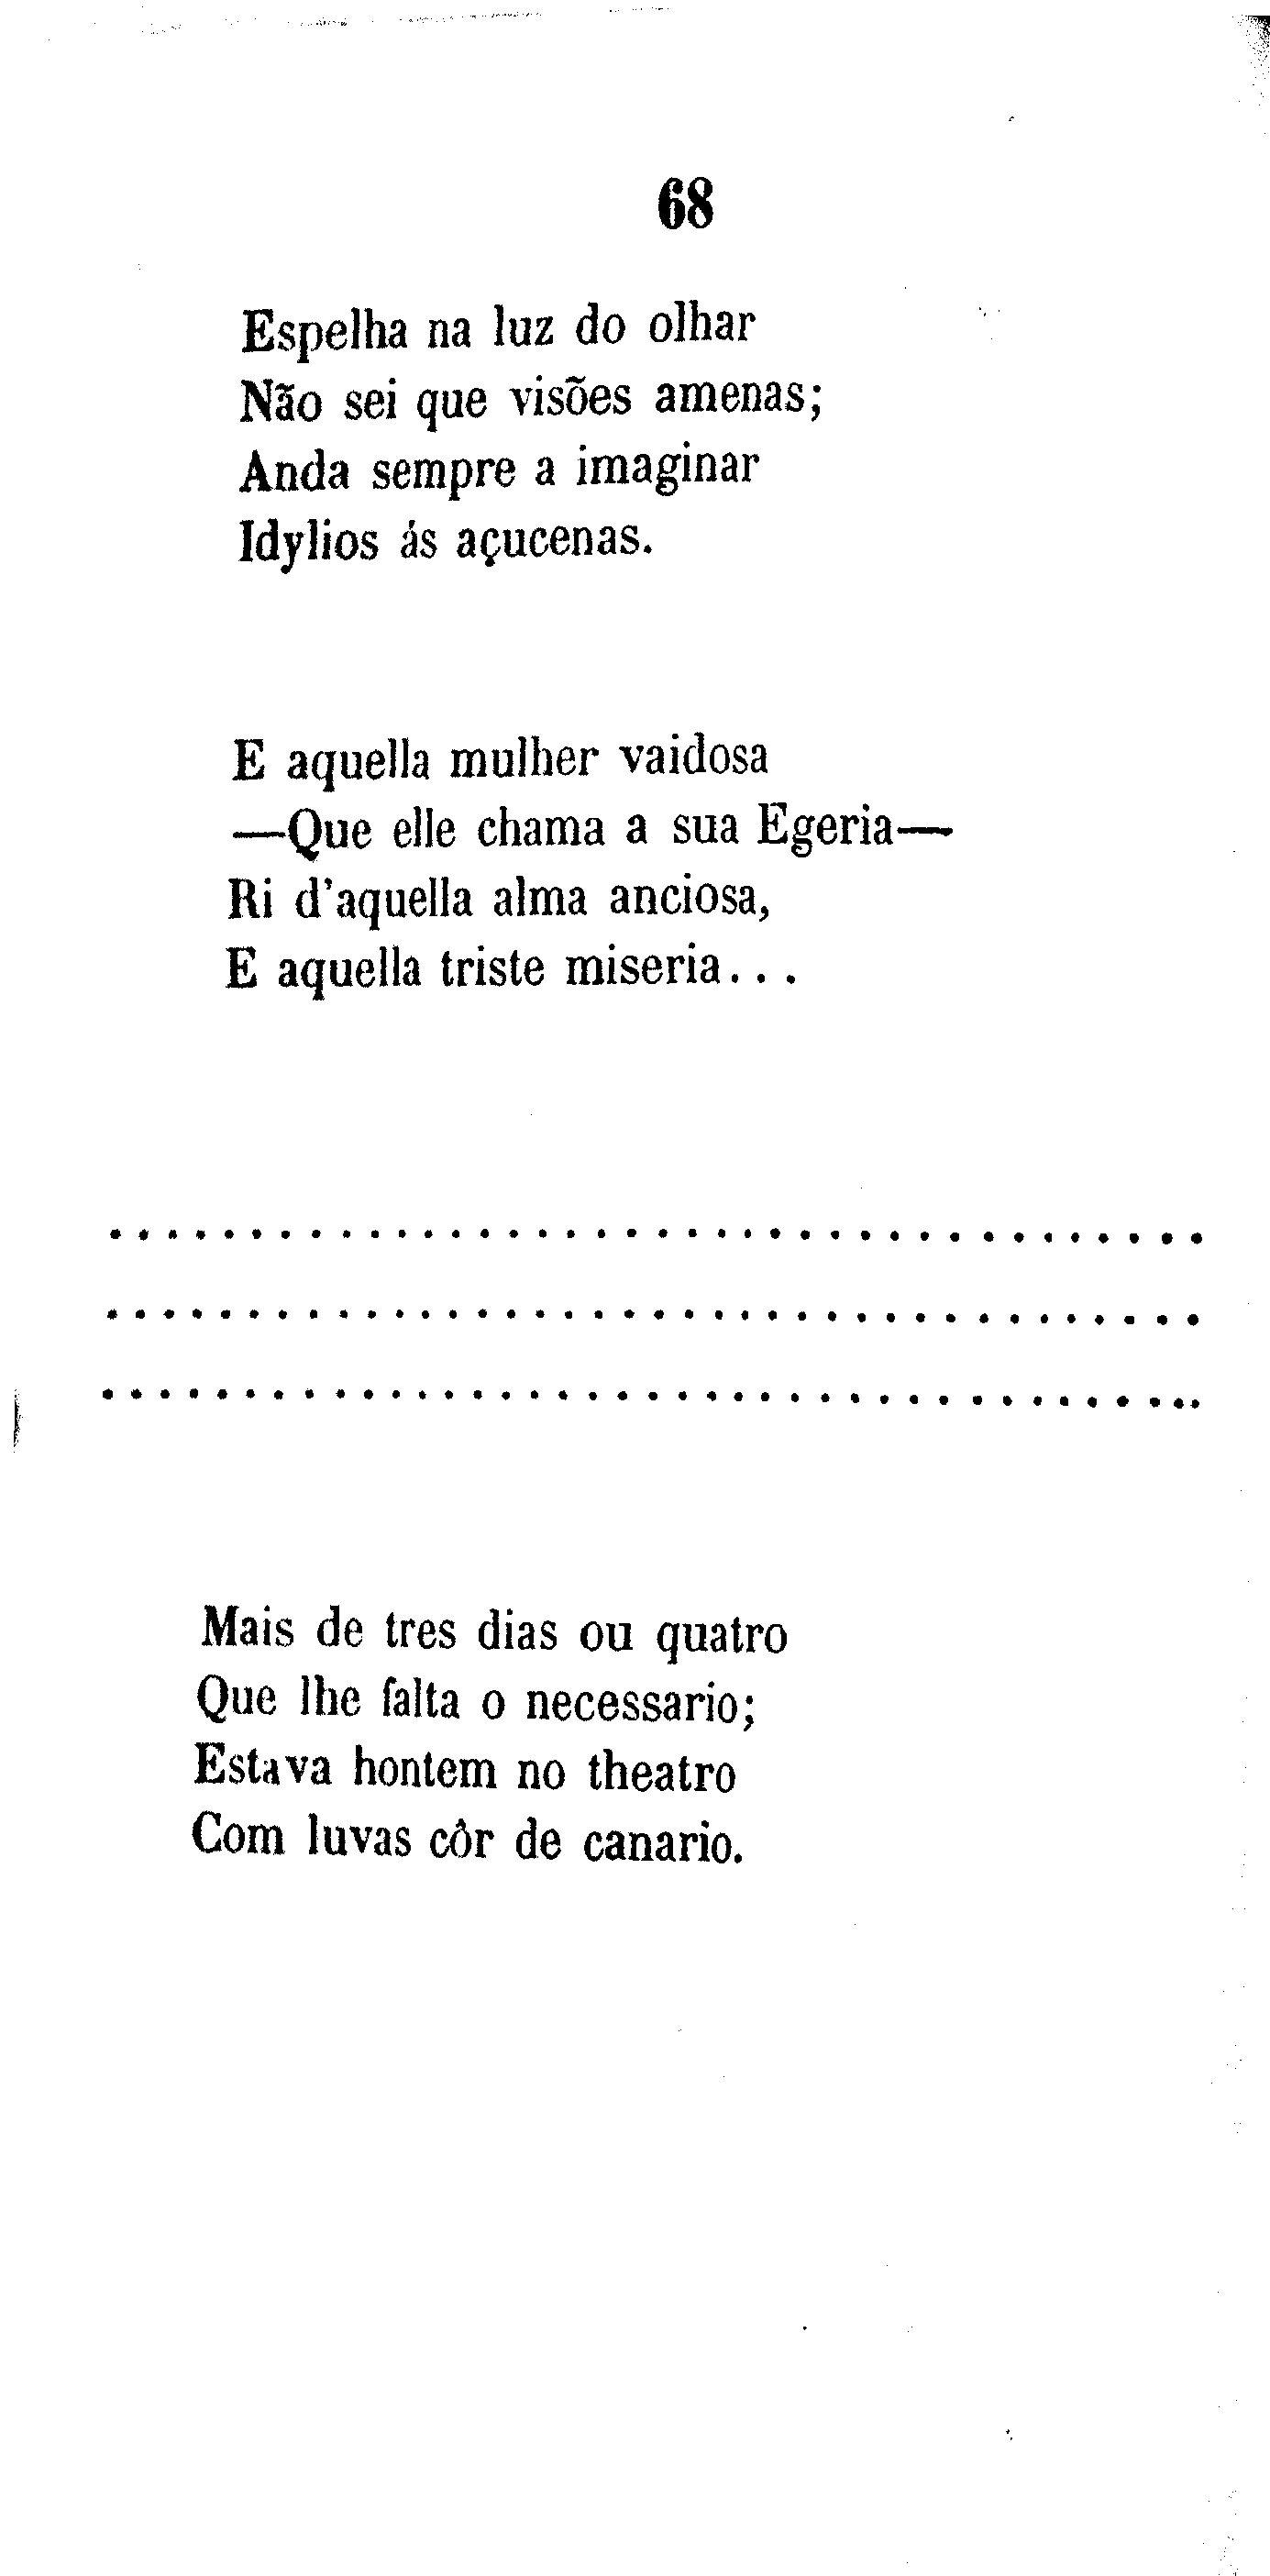 68
Espelha na luz do olhar
Não sei que visões amenas;
Anda sempre a imaginar
Idylios ás açucenas.
E aquella mulher vaidosa
—Que elle chama a sua Egeria—
Ri d'aquella alma anciosa,
E aquella triste miseria...
. . . . . . . . . . . . . . . . . . . . . . . . . . . . . . . . . . . . . .
. . . . . . . . . . . . . . . . . . . . . . . . . . . . . . . . . . . . . .
. . . . . . . . . . . . . . . . . . . . . . . . . . . . . . . . . . . . . . .
Mais de tres dias ou quatro
Que lhe falta o necessario;
Estava hontem no theatro
Com luvas côr de canario.